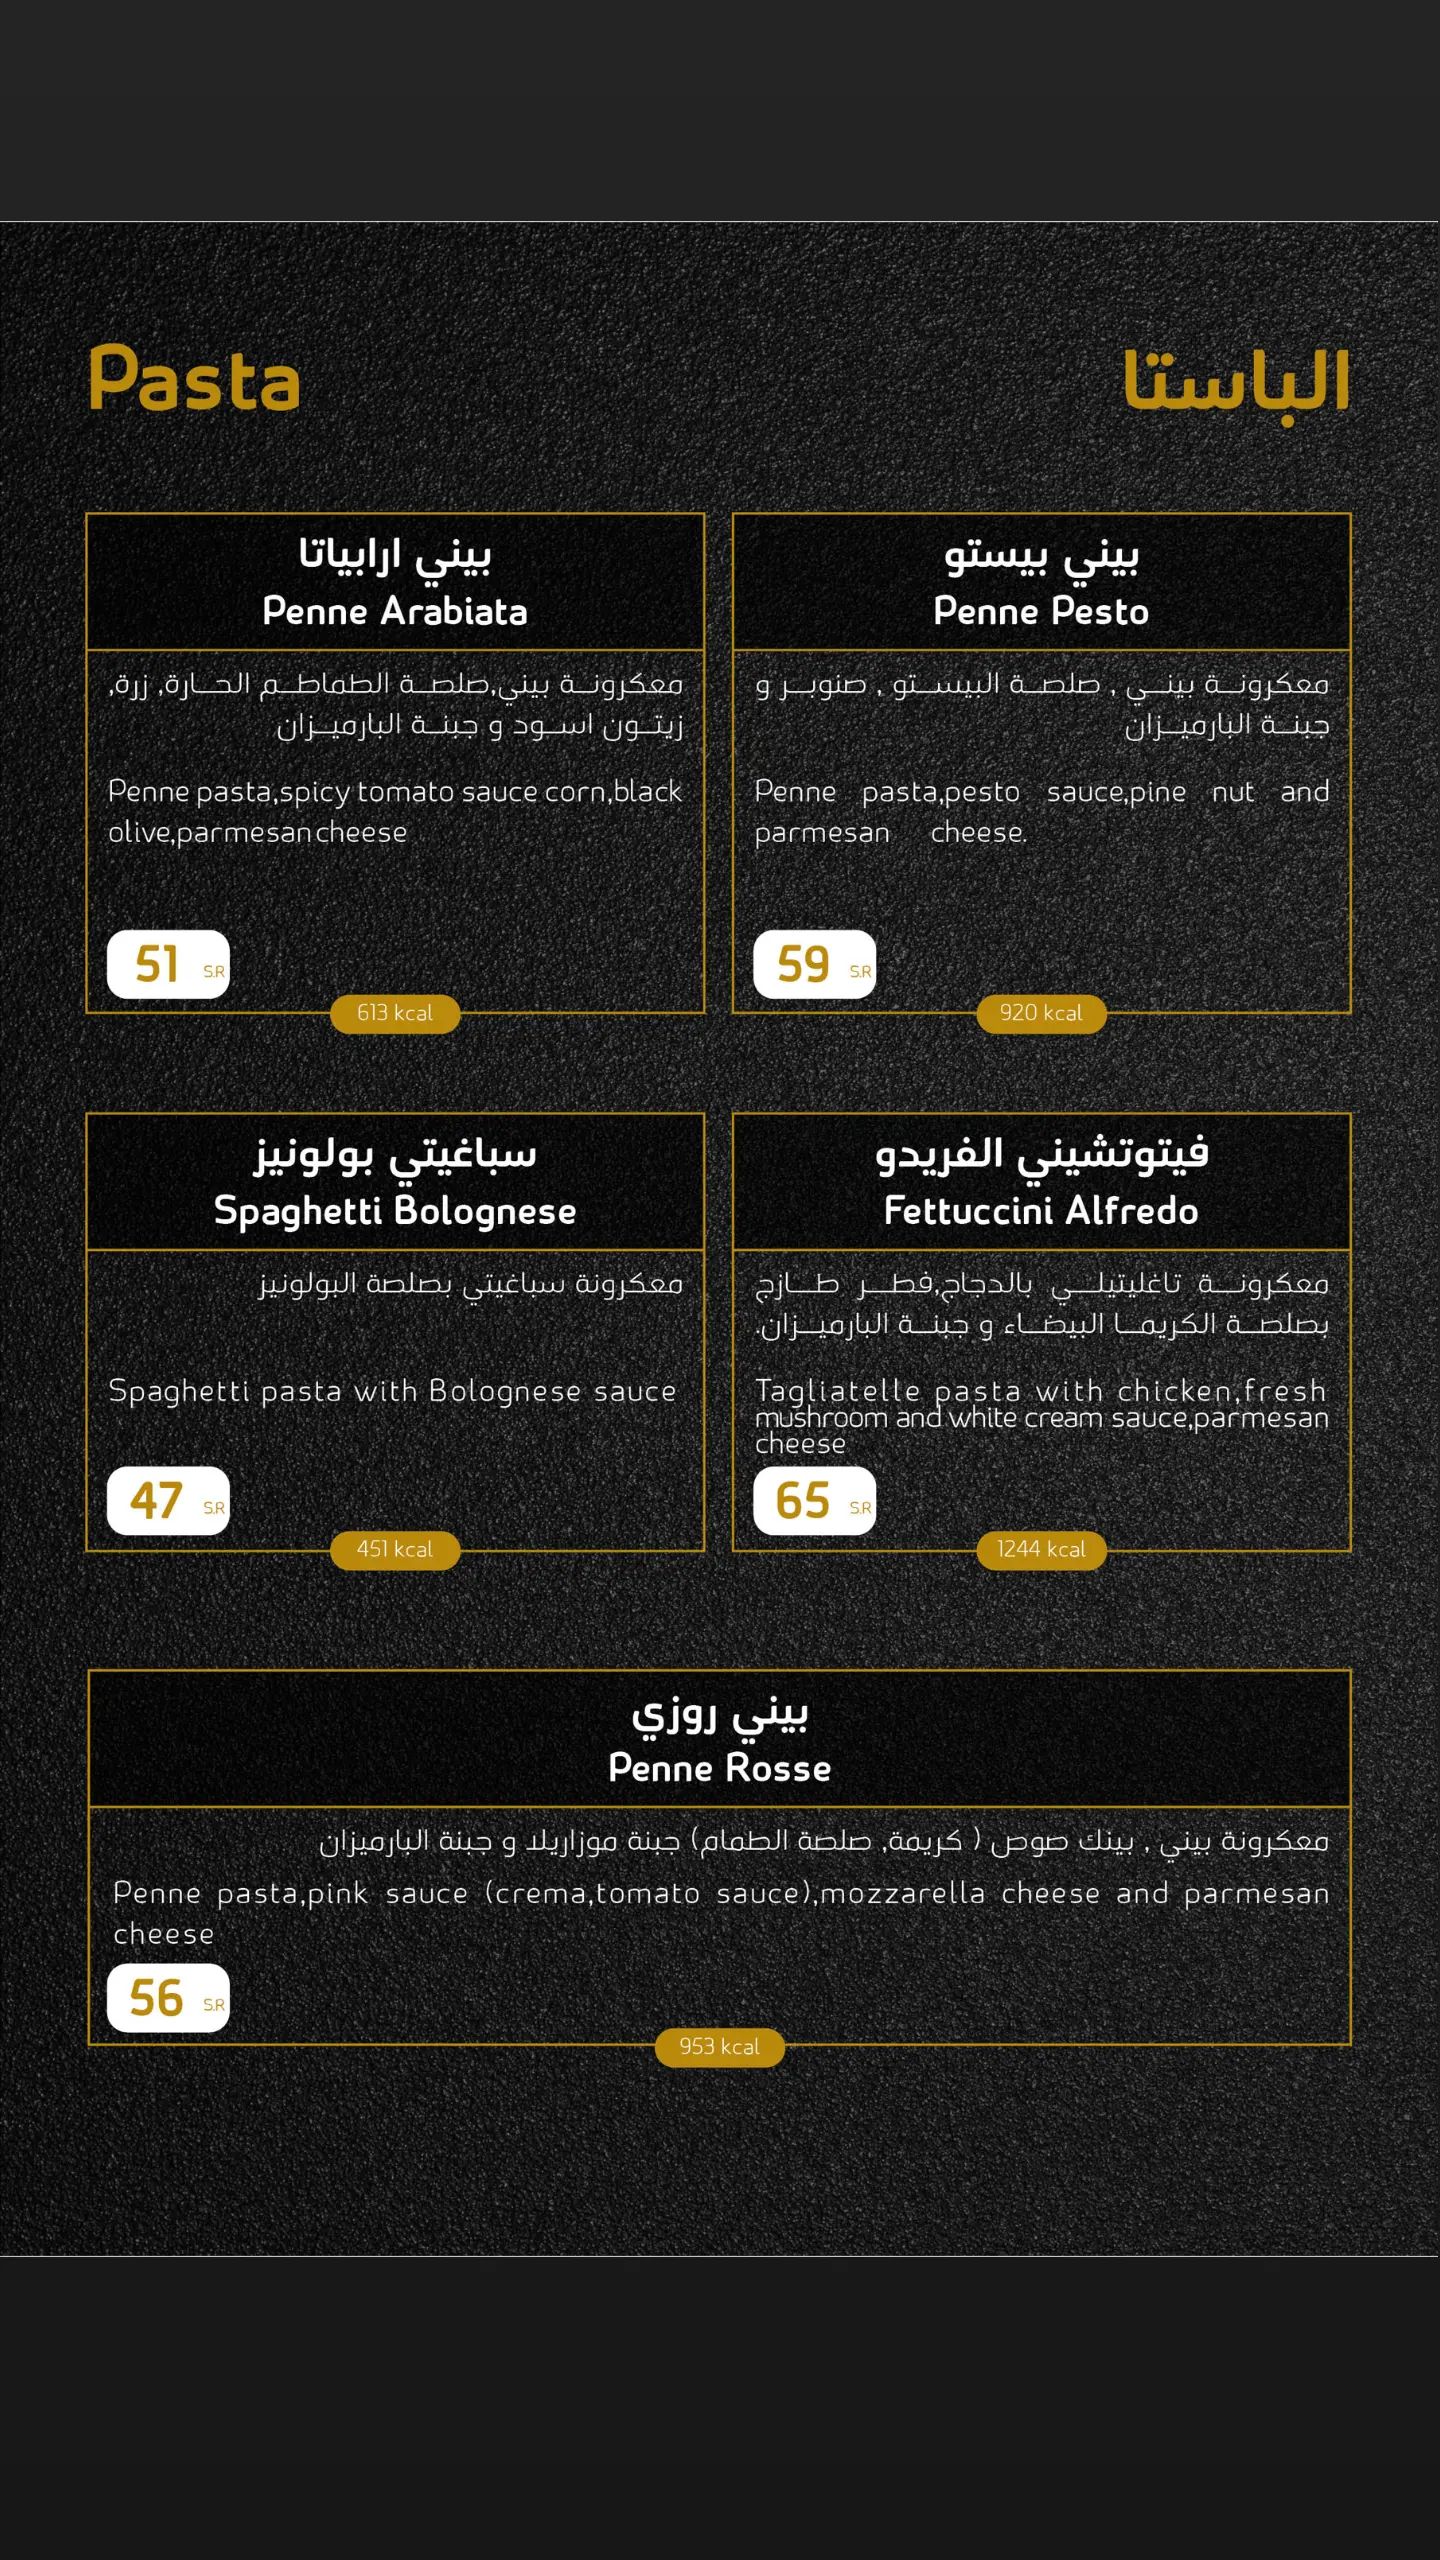 Pasta
الباستا
بيني ارابياتا
Penne Arabiata
معكرونة بيني,صلصة الطماطم الحارة, زرة,
زيتون اسود و جبنة البارميزان
Penne pasta,spicy tomato sauce corn,black
olive,parmesan cheese
51 S.R
613 kcal
بيني بيستو
Penne Pesto
معكرونة بيني , صلصة البيستو , صنوبر و
جبنة البارميزان
Penne pasta,pesto sauce,pine nut and
parmesan cheese.
59 S.R
920 kcal
سباغيتي بولونيز
Spaghetti Bolognese
معكرونة سباغيتي بصلصة البولونيز
Spaghetti pasta with Bolognese sauce
47 S.R
451 kcal
فيتوتشيني الفريدو
Fettuccini Alfredo
معكرونة تاغليتيلي بالدجاج,فطر طازج
بصلصة الكريما البيضاء و جبنة البارميزان.
Tagliatelle pasta with chicken,fresh
mushroom and white cream sauce,parmesan
cheese
65 S.R
1244 kcal
بيني روزي
Penne Rosse
معكرونة بيني , بينك صوص ( كريمة, صلصة الطمام) جبنة موزاريلا و جبنة البارميزان
Penne pasta,pink sauce (crema,tomato sauce),mozzarella cheese and parmesan
cheese
56 S.R
953 kcal